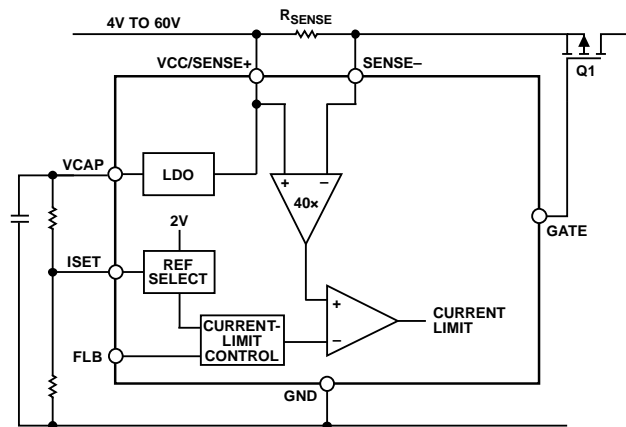 4V TO 60V
RSENSE
VCC/SENSE+
SENSE–
Q1
VCAP
LDO
+
–
40×
GATE
2V
ISET
REF
SELECT
+
–
CURRENT
LIMIT
CURRENT-
LIMIT
CONTROL
FLB
GND